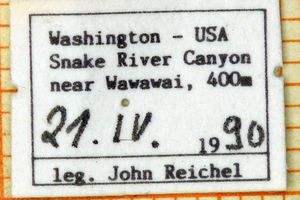 Washington - USA
Snake River Canyon
near Wawawai, 400m
21. IV. 1990
leg. John Reichel